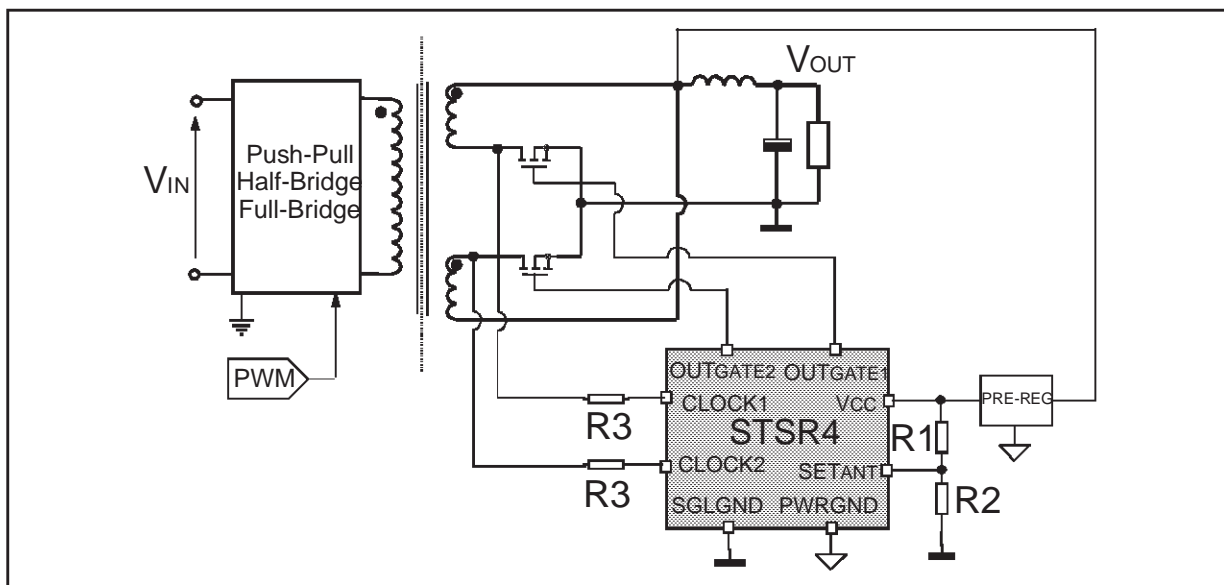 VOUT
VIN
Push-Pull
Half-Bridge
Full-Bridge
PWM
OUTGATE2 OUTGATE1
R3
CLOCK1
VCC
PRE-REG
STSR4
R1
R3
CLOCK2
SETANT
R2
SGLGND PWRGND